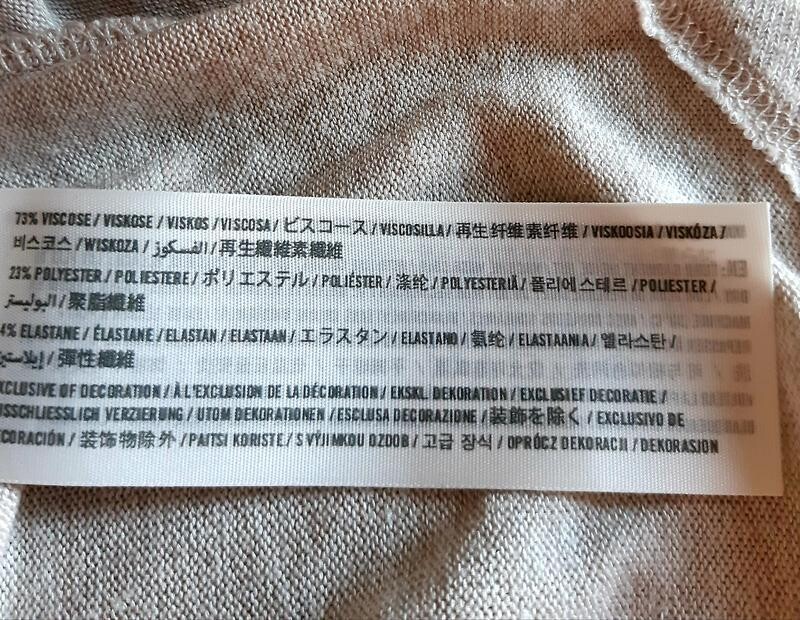 73% VISCOSE / VISKOSE / VISKOS / VISCOSA / ビスコース / VISCOSILLA / 再生纤维素纤维 / VISKOOSIA / VISKÓZA /
비스코스 / WISKOZA / الفسكوز / 再生纖維素纖維
23% POLYESTER / POLIESTERE / ポリエステル / POLIÉSTER / 涤纶 / POLYESTERIÄ / 폴리에스테르 / POLIESTER /
البوليستر / 聚脂纖維
4% ELASTANE / ÉLASTANE / ELASTAN / ELASTAAN / エラスタン / ELASTANO / 氨纶 / ELASTAANIA / 엘라스탄 /
/ 彈性纖維
XCLUSIVE OF DECORATION / À L'EXCLUSION DE LA DÉCORATION / EKSKL. DEKORATION / EXCLUSIEF DECORATIE /
SSCHLIESSLICH VERZIERUNG / UTOM DEKORATIONEN / ESCLUSA DECORAZIONE / 装飾を除く / EXCLUSIVO DE
CORACIÓN / 装饰物除外 / PAITSI KORISTE / S VÝJIMKOU OZDOB / 고급 장식 / OPRÓCZ DEKORACJI / DEKORASJON